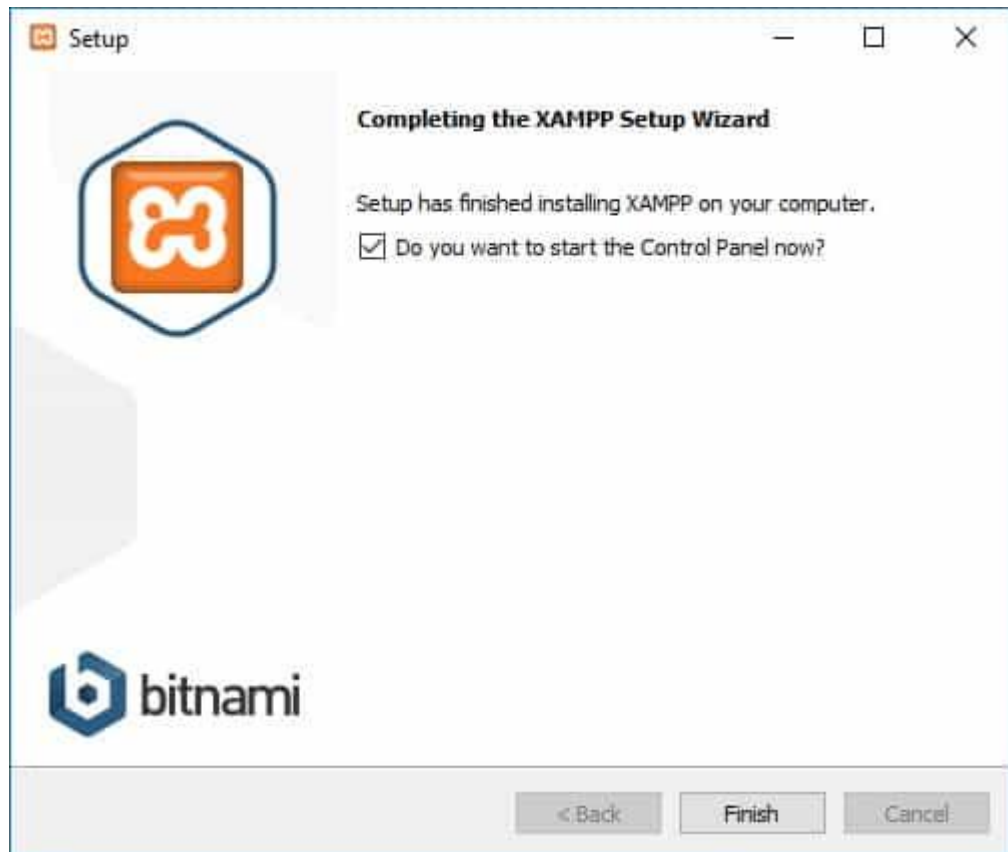 Setup
Completing the XAMPP Setup Wizard
Setup has finished installing XAMPP on your computer.
Do you want to start the Control Panel now?
bitnami
< Back
Finish
Cancel